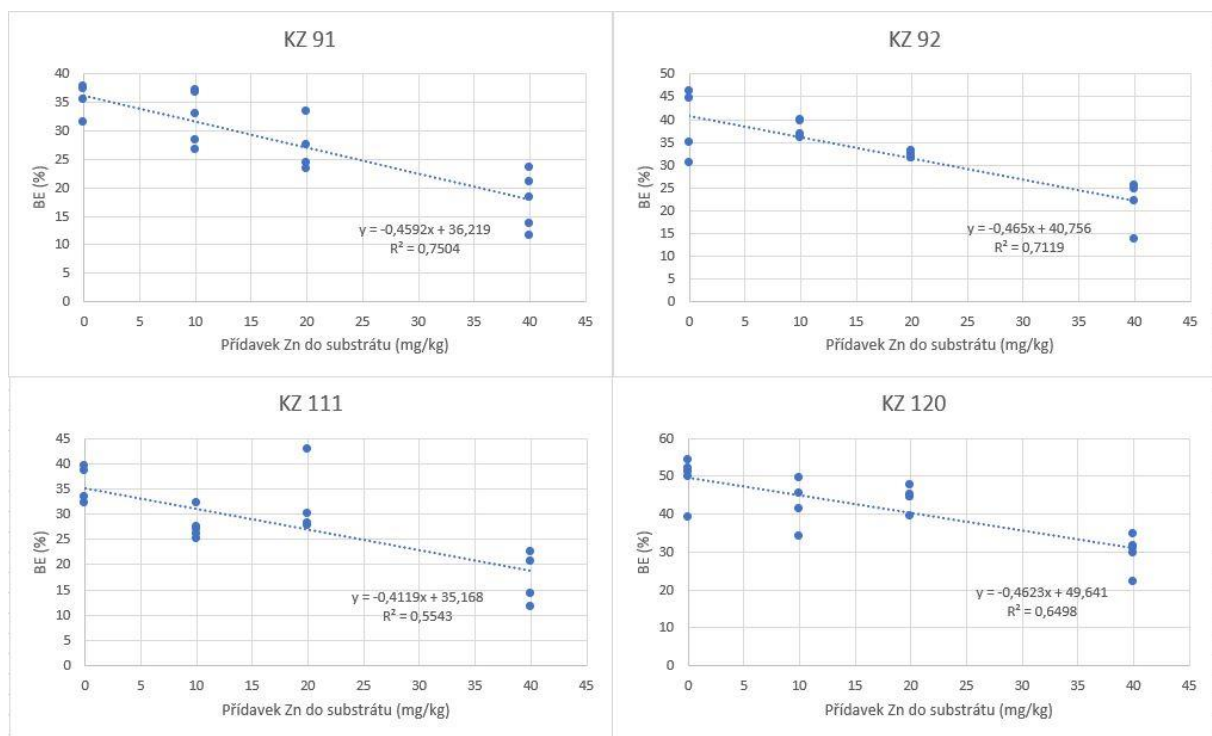 KZ 91
BE (%)
40
35
30
25
20
15
10
5
0
y = -0,4592x + 36,219
R² = 0,7504
0 5 10 15 20 25 30 35 40 45
Přídavek Zn do substrátu (mg/kg)
KZ 92
BE (%)
50
45
40
35
30
25
20
15
10
5
0
y = -0,465x + 40,756
R² = 0,7119
0 5 10 15 20 25 30 35 40 45
Přídavek Zn do substrátu (mg/kg)
KZ 111
BE (%)
45
40
35
30
25
20
15
10
5
0
y = -0,4119x + 35,168
R² = 0,5543
0 5 10 15 20 25 30 35 40 45
Přídavek Zn do substrátu (mg/kg)
KZ 120
BE (%)
60
50
40
30
20
10
0
y = -0,4623x + 49,641
R² = 0,6498
0 5 10 15 20 25 30 35 40 45
Přídavek Zn do substrátu (mg/kg)